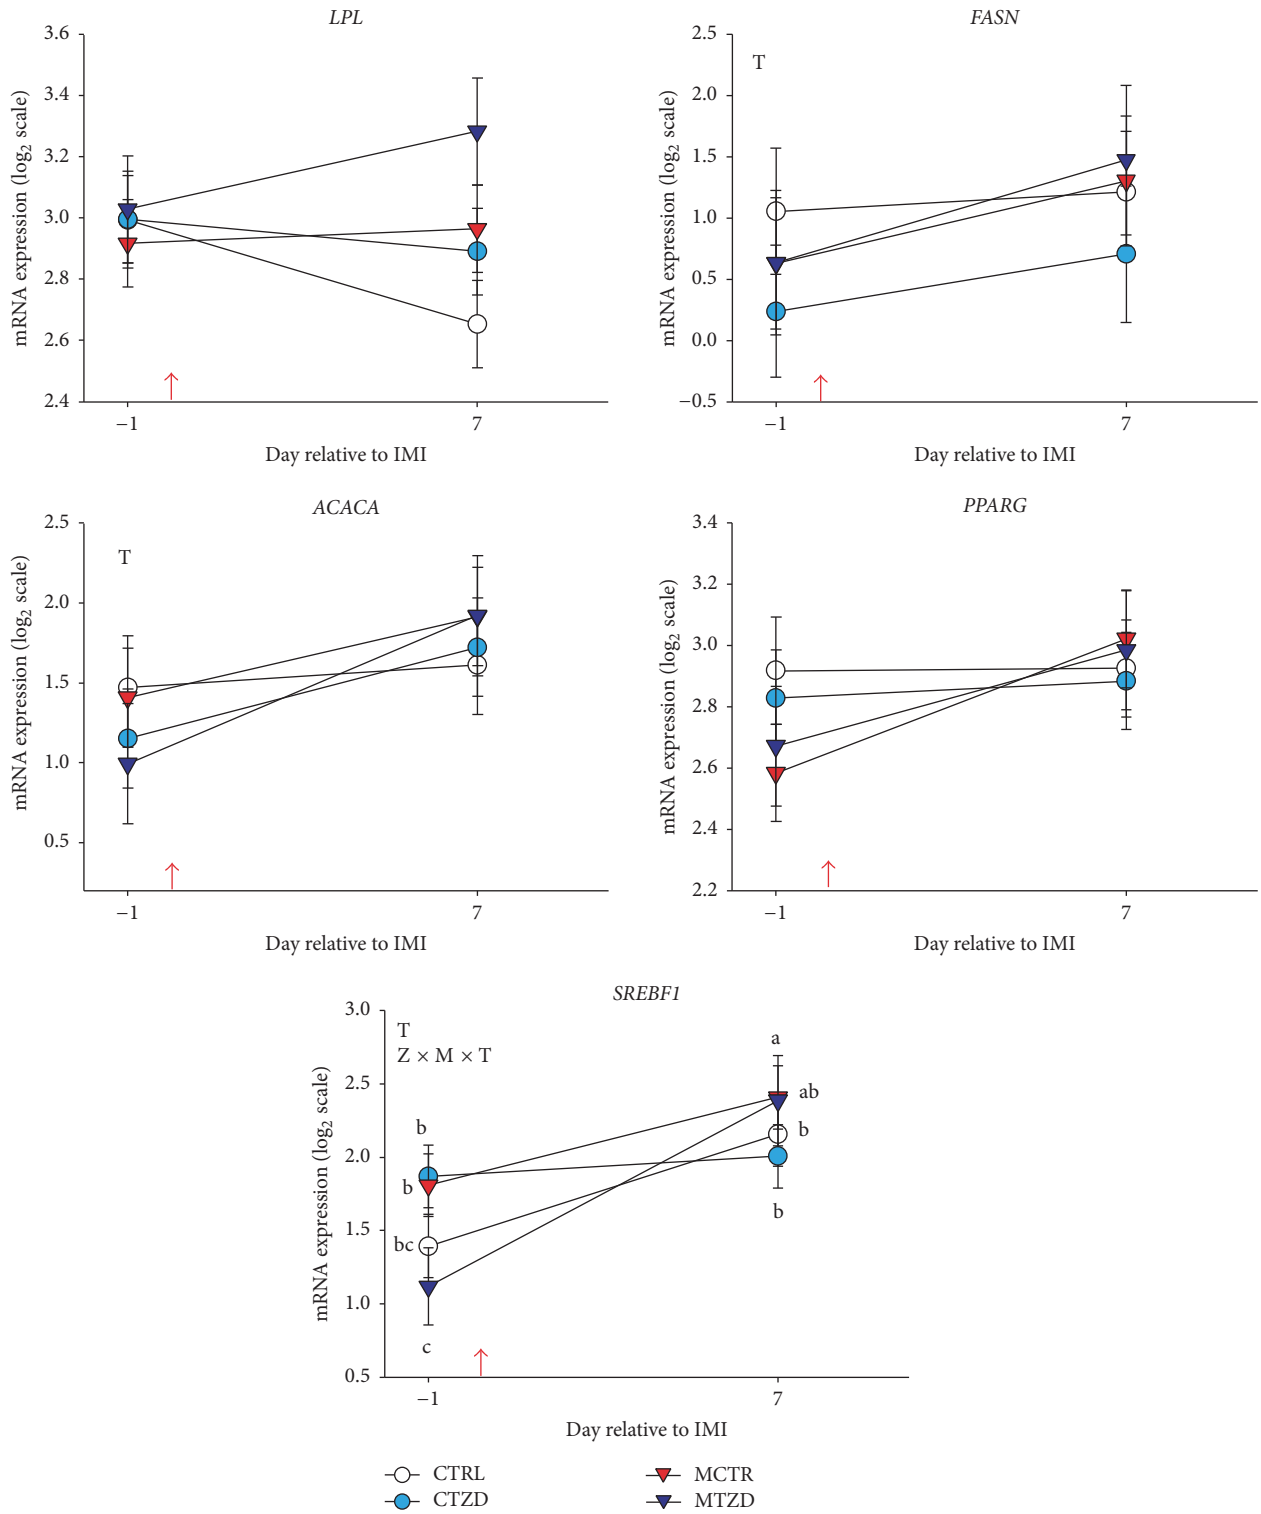 LPL
3.6
3.4
3.2
3.0
2.8
2.6
2.4
mRNA expression (log₂ scale)
−1
7
Day relative to IMI
FASN
T
2.5
2.0
1.5
1.0
0.5
0.0
−0.5
mRNA expression (log₂ scale)
−1
7
Day relative to IMI
ACACA
T
2.5
2.0
1.5
1.0
0.5
mRNA expression (log₂ scale)
−1
7
Day relative to IMI
PPARG
3.4
3.2
3.0
2.8
2.6
2.4
2.2
mRNA expression (log₂ scale)
−1
7
Day relative to IMI
SREBF1
T
Z × M × T
3.0
2.5
2.0
1.5
1.0
0.5
mRNA expression (log₂ scale)
b
b
bc
c
a
ab
b
b
−1
7
Day relative to IMI
CTRL
CTZD
MCTR
MTZD